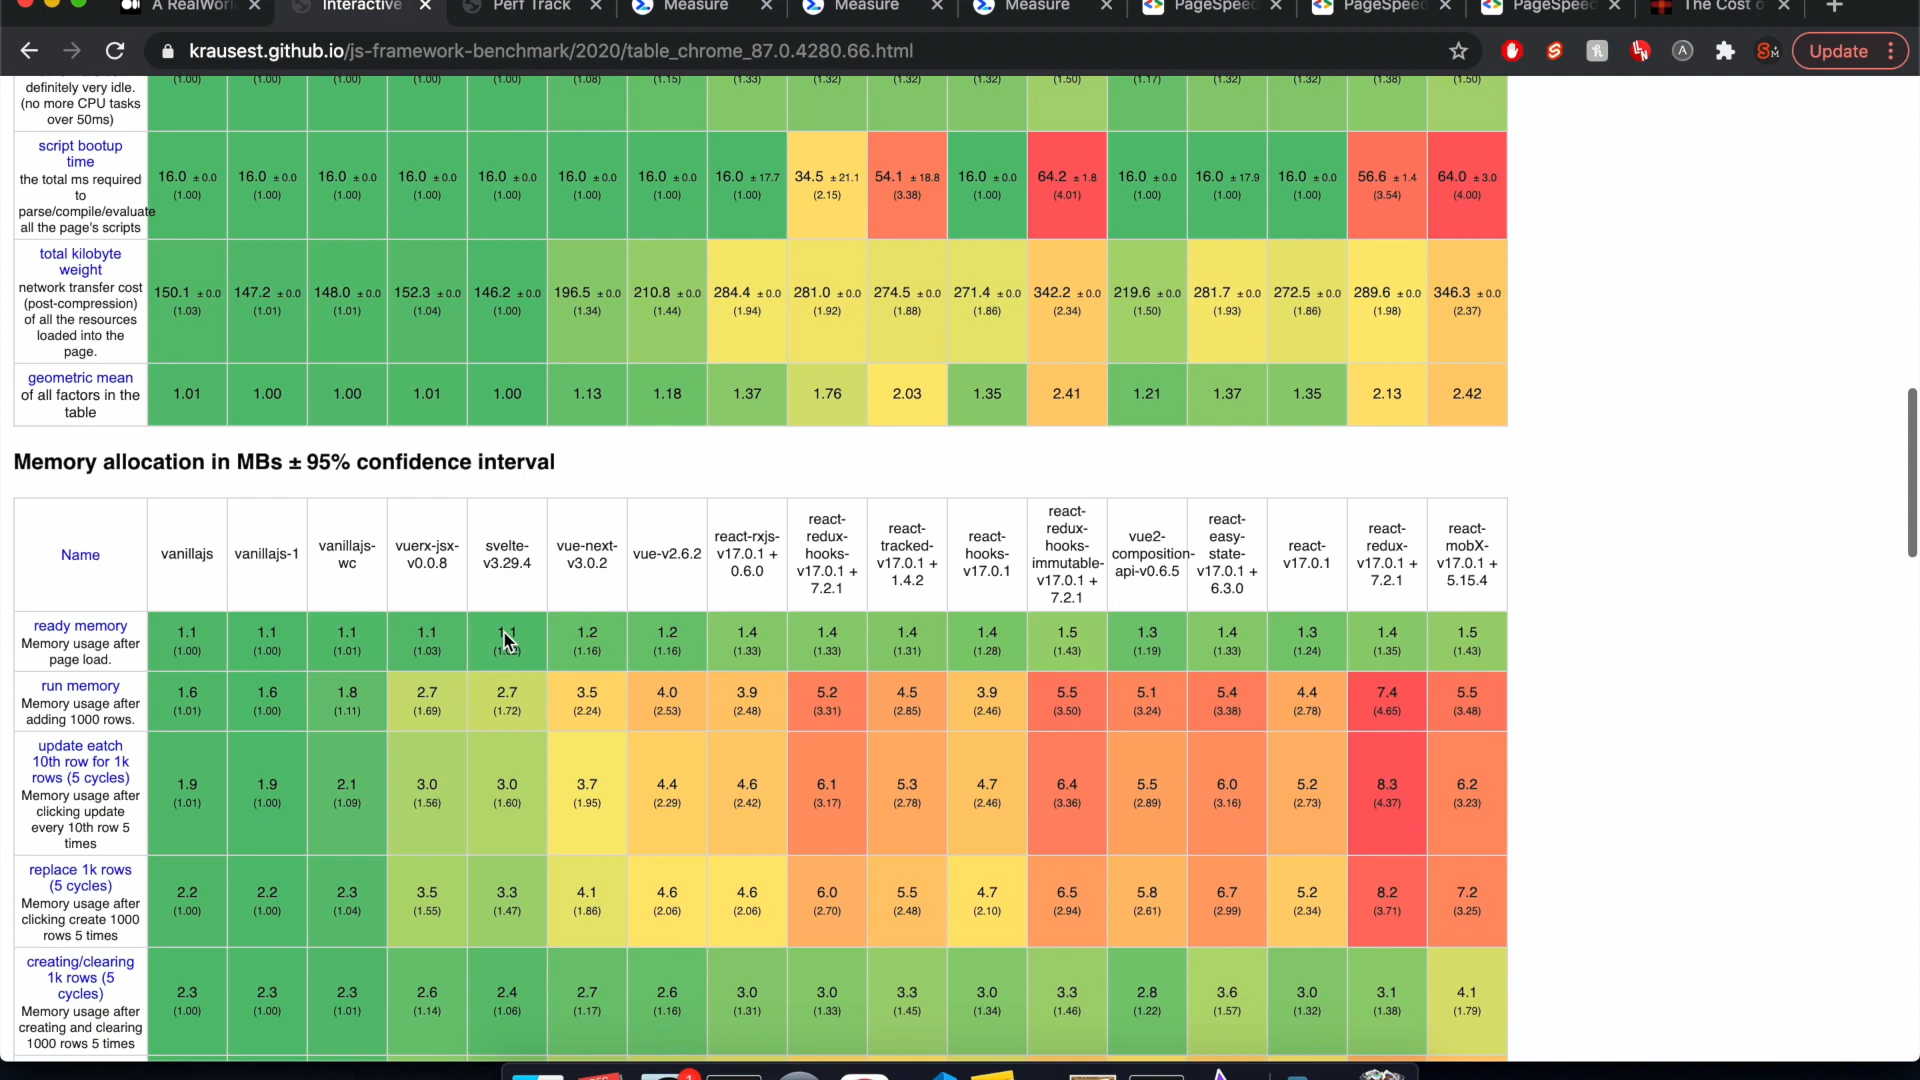 A RealWorl
Interactive
Perf Track
Measure
Measure
Measure
PageSpeed
PageSpeed
PageSpeed
The Cost o
krausest.github.io/js-framework-benchmark/2020/table_chrome_87.0.4280.66.html
Update
definitely very idle.
(no more CPU tasks
over 50ms)
(1.00) (1.00) (1.00) (1.00) (1.00) (1.08) (1.15) (1.33) (1.32) (1.32) (1.32) (1.50) (1.17) (1.32) (1.32) (1.38) (1.50)
script bootup
time
the total ms required
to
parse/compile/evaluate
all the page's scripts
16.0 ± 0.0 16.0 ± 0.0 16.0 ± 0.0 16.0 ± 0.0 16.0 ± 0.0 16.0 ± 0.0 16.0 ± 0.0 16.0 ± 17.7 34.5 ± 21.1 54.1 ± 18.8 16.0 ± 0.0 64.2 ± 1.8 16.0 ± 0.0 16.0 ± 17.9 16.0 ± 0.0 56.6 ± 1.4 64.0 ± 3.0
(1.00) (1.00) (1.00) (1.00) (1.00) (1.00) (1.00) (1.00) (2.15) (3.38) (1.00) (4.01) (1.00) (1.00) (1.00) (3.54) (4.00)
total kilobyte
weight
network transfer cost
(post-compression)
of all the resources
loaded into the
page.
150.1 ± 0.0 147.2 ± 0.0 148.0 ± 0.0 152.3 ± 0.0 146.2 ± 0.0 196.5 ± 0.0 210.8 ± 0.0 284.4 ± 0.0 281.0 ± 0.0 274.5 ± 0.0 271.4 ± 0.0 342.2 ± 0.0 219.6 ± 0.0 281.7 ± 0.0 272.5 ± 0.0 289.6 ± 0.0 346.3 ± 0.0
(1.03) (1.01) (1.01) (1.04) (1.00) (1.34) (1.44) (1.94) (1.92) (1.88) (1.86) (2.34) (1.50) (1.93) (1.86) (1.98) (2.37)
geometric mean
of all factors in the
table
1.01 1.00 1.00 1.01 1.00 1.13 1.18 1.37 1.76 2.03 1.35 2.41 1.21 1.37 1.35 2.13 2.42
Memory allocation in MBs ± 95% confidence interval
Name
vanillajs
vanillajs-1
vanillajs-
wc
vuerx-jsx-
v0.0.8
svelte-
v3.29.4
vue-next-
v3.0.2
vue-v2.6.2
react-rxjs-
v17.0.1 +
0.6.0
react-
redux-
hooks-
v17.0.1 +
7.2.1
react-
tracked-
v17.0.1 +
1.4.2
react-
hooks-
v17.0.1
react-
redux-
hooks-
immutable-
v17.0.1 +
7.2.1
vue2-
composition-
api-v0.6.5
react-
easy-
state-
v17.0.1 +
6.3.0
react-
v17.0.1
react-
redux-
v17.0.1 +
7.2.1
react-
mobX-
v17.0.1 +
5.15.4
ready memory
Memory usage after
page load.
1.1 1.1 1.1 1.1 1.2 1.2 1.4 1.4 1.4 1.4 1.5 1.3 1.4 1.3 1.4 1.5
(1.00) (1.00) (1.01) (1.03) (1.16) (1.16) (1.33) (1.33) (1.31) (1.28) (1.43) (1.19) (1.33) (1.24) (1.35) (1.43)
run memory
Memory usage after
adding 1000 rows.
1.6 1.6 1.8 2.7 2.7 3.5 4.0 3.9 5.2 4.5 3.9 5.5 5.1 5.4 4.4 7.4 5.5
(1.01) (1.00) (1.11) (1.69) (1.72) (2.24) (2.53) (2.48) (3.31) (2.85) (2.46) (3.50) (3.24) (3.38) (2.78) (4.65) (3.48)
update eatch
10th row for 1k
rows (5 cycles)
Memory usage after
clicking update
every 10th row 5
times
1.9 1.9 2.1 3.0 3.0 3.7 4.4 4.6 6.1 5.3 4.7 6.4 5.5 6.0 5.2 8.3 6.2
(1.01) (1.00) (1.09) (1.56) (1.60) (1.95) (2.29) (2.42) (3.17) (2.78) (2.46) (3.36) (2.89) (3.16) (2.73) (4.37) (3.23)
replace 1k rows
(5 cycles)
Memory usage after
clicking create 1000
rows 5 times
2.2 2.2 2.3 3.5 3.3 4.1 4.6 4.6 6.0 5.5 4.7 6.5 5.8 6.7 5.2 8.2 7.2
(1.00) (1.00) (1.04) (1.55) (1.47) (1.86) (2.06) (2.06) (2.70) (2.48) (2.10) (2.94) (2.61) (2.99) (2.34) (3.71) (3.25)
creating/clearing
1k rows (5
cycles)
Memory usage after
creating and clearing
1000 rows 5 times
2.3 2.3 2.3 2.6 2.4 2.7 2.6 3.0 3.0 3.3 3.0 3.3 2.8 3.6 3.0 3.1 4.1
(1.00) (1.00) (1.01) (1.14) (1.06) (1.17) (1.16) (1.31) (1.33) (1.45) (1.34) (1.46) (1.22) (1.57) (1.32) (1.38) (1.79)